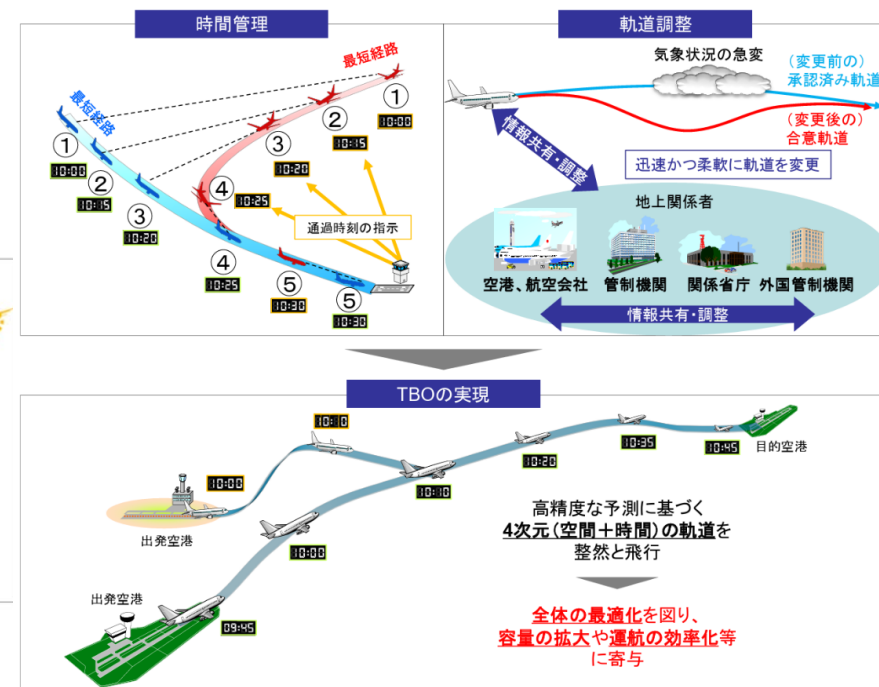 時間管理
最短経路
最短経路
①
10:00
②
10:15
③
10:20
④
10:25
①
10:00
②
10:15
③
10:20
④
10:25
⑤
10:30
⑤
10:30
通過時刻の指示
軌道調整
気象状況の急変
(変更前の)
承認済み軌道
(変更後の)
合意軌道
情報共有・調整
迅速かつ柔軟に軌道を変更
地上関係者
空港、航空会社
管制機関
関係省庁
外国管制機関
情報共有・調整
TBOの実現
10:10
10:00
出発空港
10:10
10:20
10:35
10:45
目的空港
10:00
出発空港
09:45
高精度な予測に基づく
4次元(空間+時間)の軌道を
整然と飛行
全体の最適化を図り、
容量の拡大や運航の効率化等
に寄与